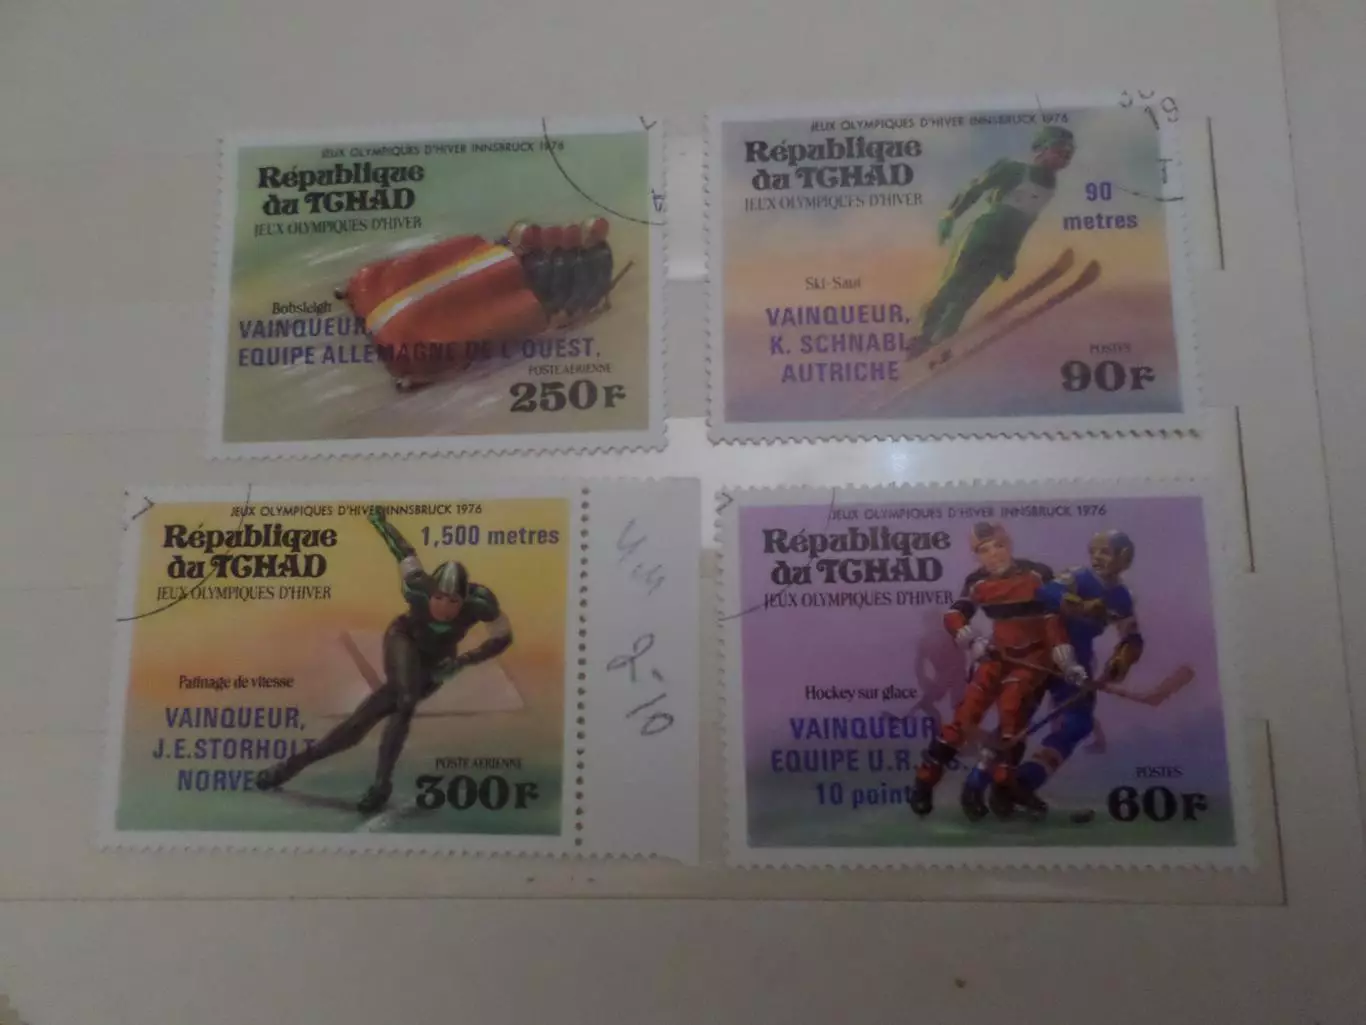 JEUX OLYMPIQUES D'HIVER INNSBRUCK 1976
République
du TCHAD
JEUX OLYMPIQUES D'HIVER
Bobsleigh
VAINQUEUR,
EQUIPE ALLEMAGNE DE L'OUEST,
POSTE AÉRIENNE
250F
JEUX OLYMPIQUES D'HIVER INNSBRUCK 1976
République
du TCHAD
JEUX OLYMPIQUES D'HIVER
90
metres
Ski-Saut
VAINQUEUR,
K. SCHNABL
AUTRICHE
POSTES
90F
JEUX OLYMPIQUES D'HIVER INNSBRUCK 1976
1,500 metres
République
du TCHAD
JEUX OLYMPIQUES D'HIVER
Patinage de vitesse
VAINQUEUR,
J.E.STORHOLT
NORVEGE
POSTE AÉRIENNE
300F
2-10
JEUX OLYMPIQUES D'HIVER INNSBRUCK 1976
République
du TCHAD
JEUX OLYMPIQUES D'HIVER
Hockey sur glace
VAINQUEUR
EQUIPE U.R.S.S.
10 points
POSTES
60F